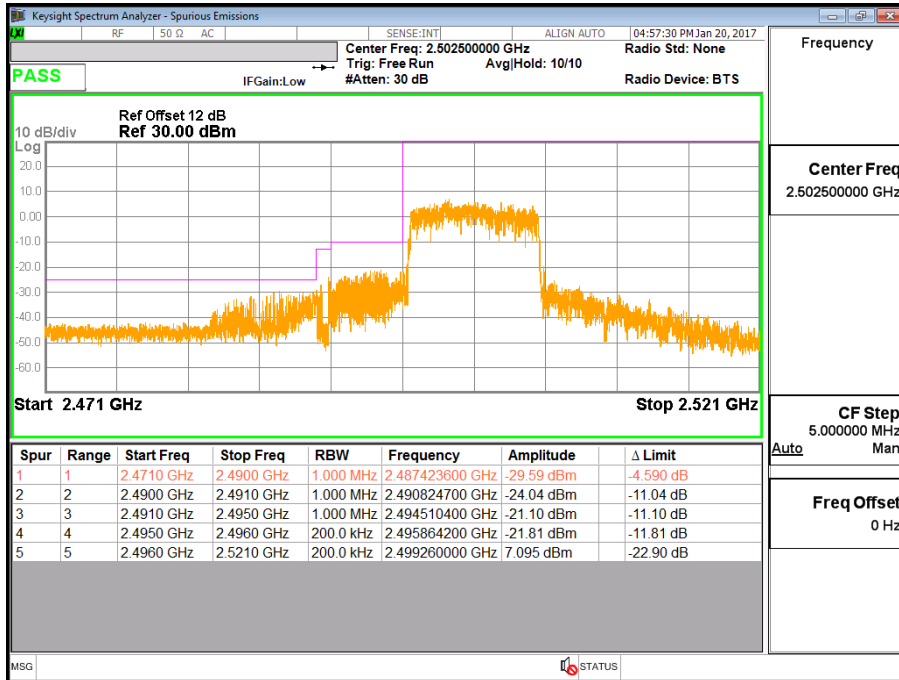 Keysight Spectrum Analyzer - Spurious Emissions
LXI RF 50 Ω AC SENSE:INT ALIGN AUTO 04:57:30 PM Jan 20, 2017
Center Freq: 2.502500000 GHz Radio Std: None
Trig: Free Run Avg|Hold: 10/10
PASS IFGain:Low #Atten: 30 dB Radio Device: BTS
Ref Offset 12 dB
10 dB/div Ref 30.00 dBm
Log
20.0
10.0
0.00
-10.0
-20.0
-30.0
-40.0
-50.0
-60.0
Start 2.471 GHz Stop 2.521 GHz
Spur Range Start Freq Stop Freq RBW Frequency Amplitude Δ Limit
1 1 2.4710 GHz 2.4900 GHz 1.000 MHz 2.487423600 GHz -29.59 dBm -4.590 dB
2 2 2.4900 GHz 2.4910 GHz 1.000 MHz 2.490824700 GHz -24.04 dBm -11.04 dB
3 3 2.4910 GHz 2.4950 GHz 1.000 MHz 2.494510400 GHz -21.10 dBm -11.10 dB
4 4 2.4950 GHz 2.4960 GHz 200.0 kHz 2.495864200 GHz -21.81 dBm -11.81 dB
5 5 2.4960 GHz 2.5210 GHz 200.0 kHz 2.499260000 GHz 7.095 dBm -22.90 dB
MSG STATUS
Frequency
Center Freq
2.502500000 GHz
CF Step
5.000000 MHz
Auto Man
Freq Offset
0 Hz